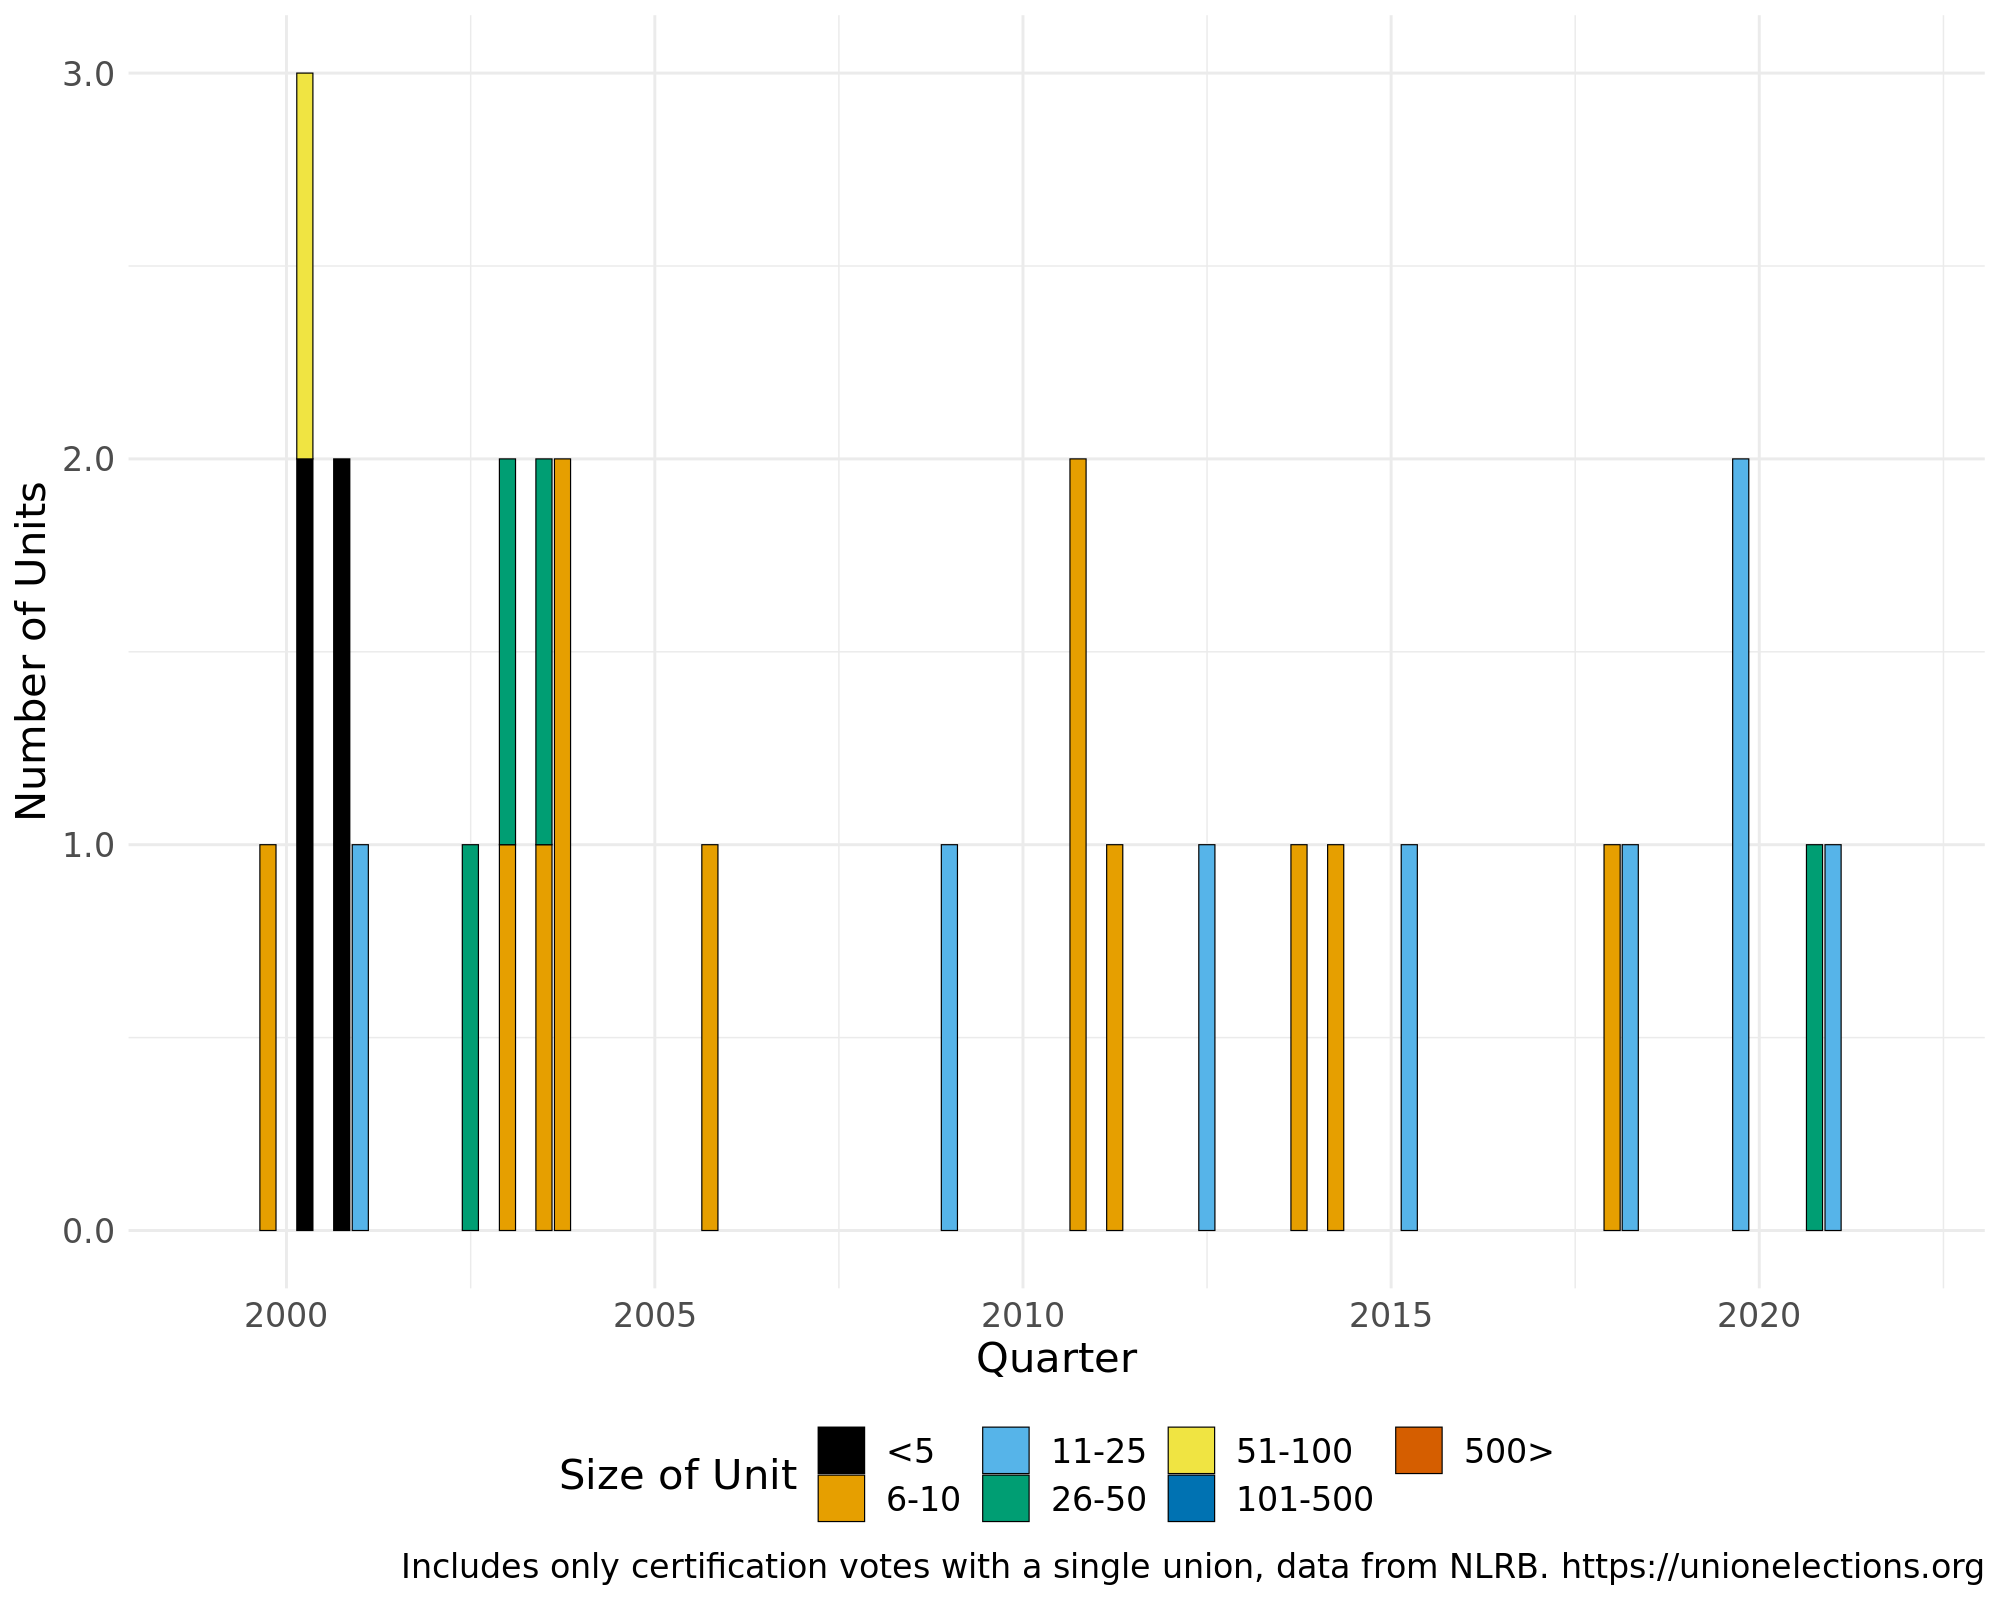 3.0
2.0
1.0
0.0
Number of Units
2000 2005 2010 2015 2020
Quarter
Size of Unit
<5 11-25 51-100 500>
6-10 26-50 101-500
Includes only certification votes with a single union, data from NLRB. https://unionelections.org